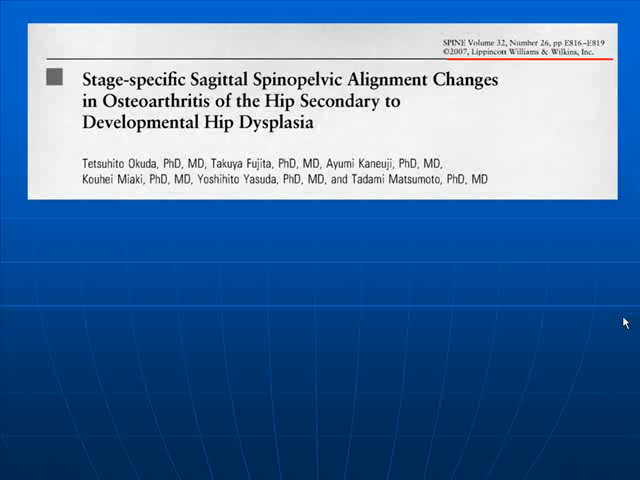 SPINE Volume 32, Number 26, pp E816–E819
©2007, Lippincott Williams & Wilkins, Inc.
Stage-specific Sagittal Spinopelvic Alignment Changes
in Osteoarthritis of the Hip Secondary to
Developmental Hip Dysplasia
Tetsuhito Okuda, PhD, MD, Takuya Fujita, PhD, MD, Ayumi Kaneuji, PhD, MD,
Kouhei Miaki, PhD, MD, Yoshihito Yasuda, PhD, MD, and Tadami Matsumoto, PhD, MD